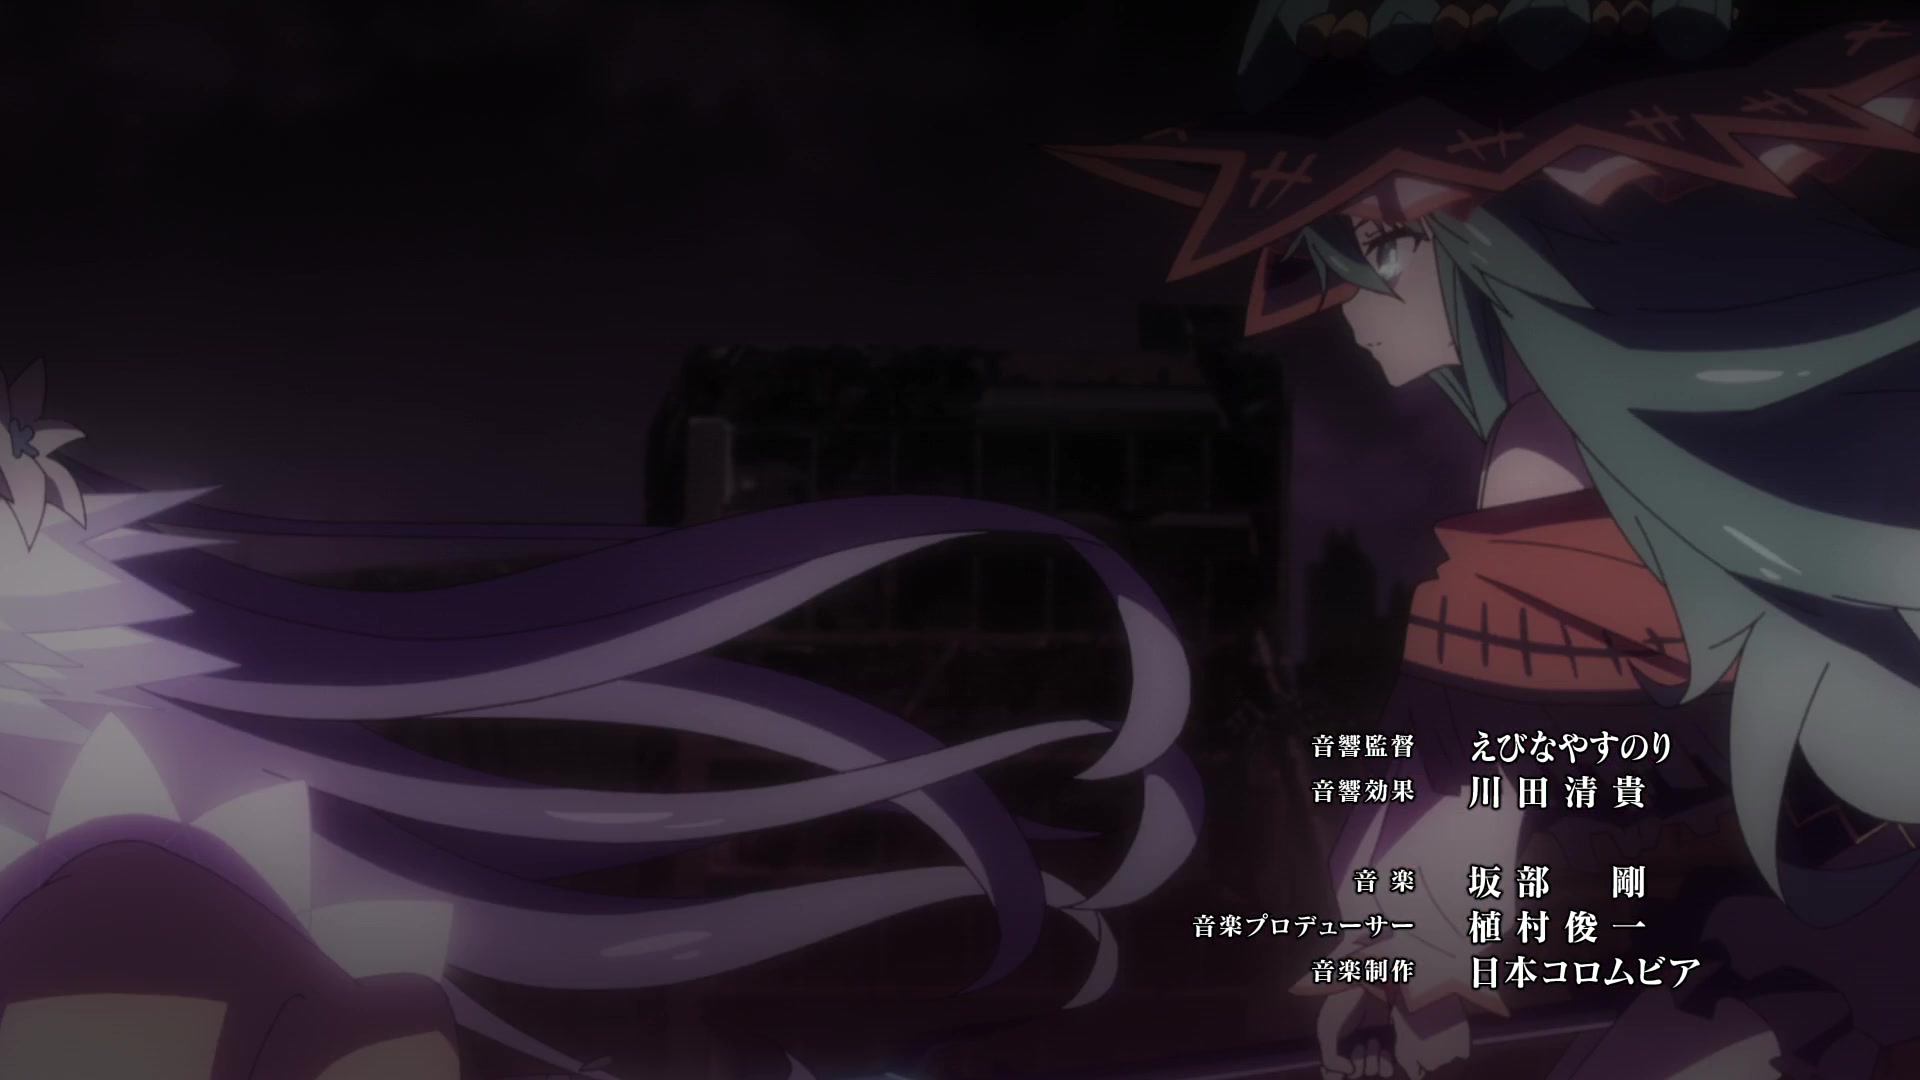 音響監督 えびなやすのり
音響効果 川田清貴
音楽 坂部 剛
音楽プロデューサー 植村俊一
音楽制作 日本コロムビア